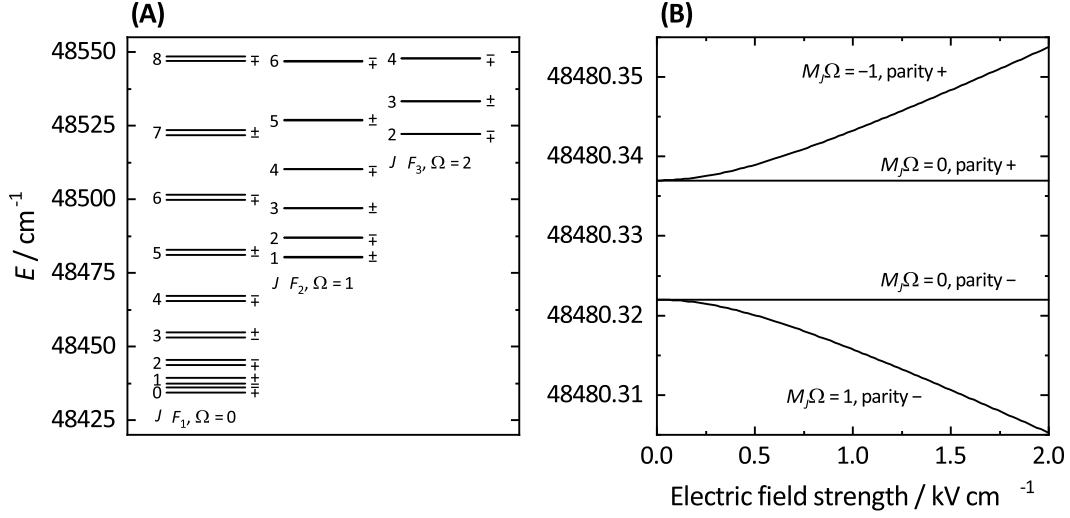 (A)
(B)
48550
48525
48500
48475
48450
48425
E / cm⁻¹
8 ∓
7 ±
6 ∓
5 ±
4 ∓
3 ±
2 ∓
1 ±
0 ∓
J F₁, Ω = 0
6 ∓
5 ±
4 ∓
3 ±
2 ∓
1 ±
J F₂, Ω = 1
4 ∓
3 ±
2 ∓
J F₃, Ω = 2
48480.35
48480.34
48480.33
48480.32
48480.31
MJΩ = −1, parity +
MJΩ = 0, parity +
MJΩ = 0, parity −
MJΩ = 1, parity −
0.0 0.5 1.0 1.5 2.0
Electric field strength / kV cm ⁻¹